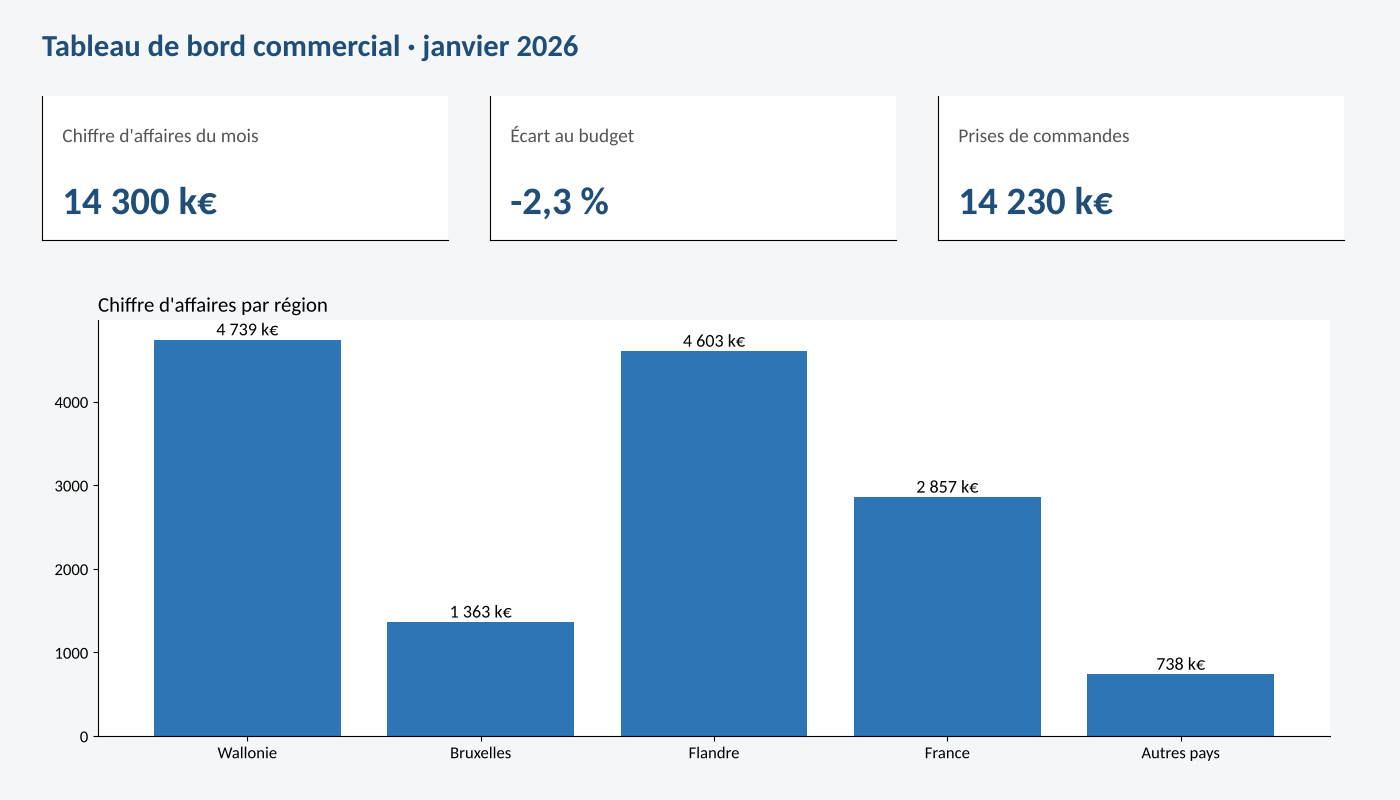 Tableau de bord commercial · janvier 2026
Chiffre d'affaires du mois
14 300 k€
Écart au budget
-2,3 %
Prises de commandes
14 230 k€
Chiffre d'affaires par région
4 739 k€
4 603 k€
2 857 k€
1 363 k€
738 k€
4000
3000
2000
1000
0
Wallonie
Bruxelles
Flandre
France
Autres pays